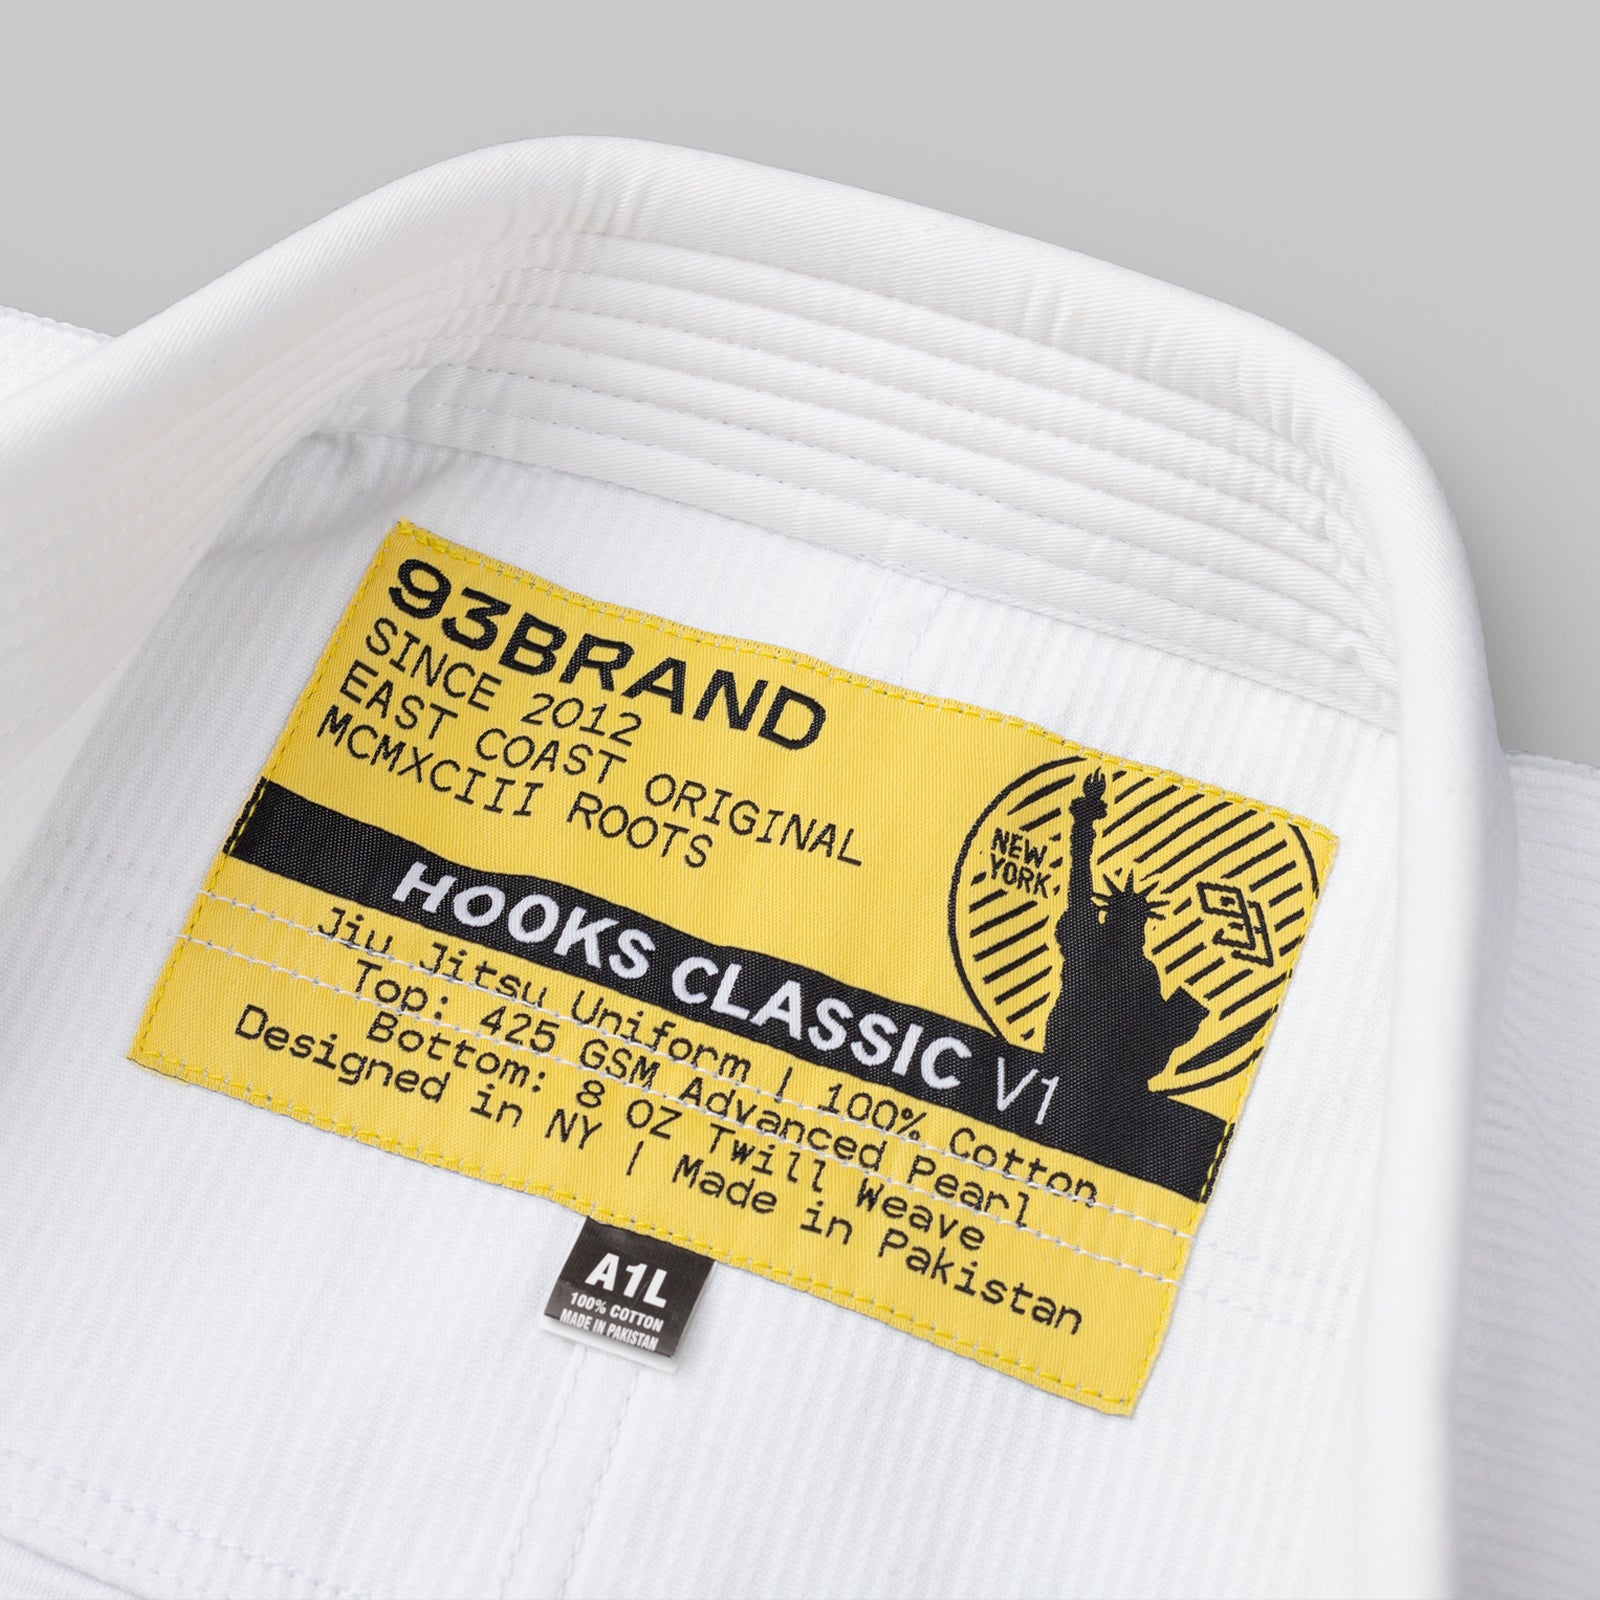 93BRAND
SINCE 2012
EAST COAST ORIGINAL
MCMXCIII ROOTS
NEW
YORK
93
HOOKS CLASSIC V1
Jiu Jitsu Uniform | 100% Cotton
Top: 425 GSM Advanced Pearl
Bottom: 8 OZ Twill Weave
Designed in NY | Made in Pakistan
A1L
100% COTTON
MADE IN PAKISTAN